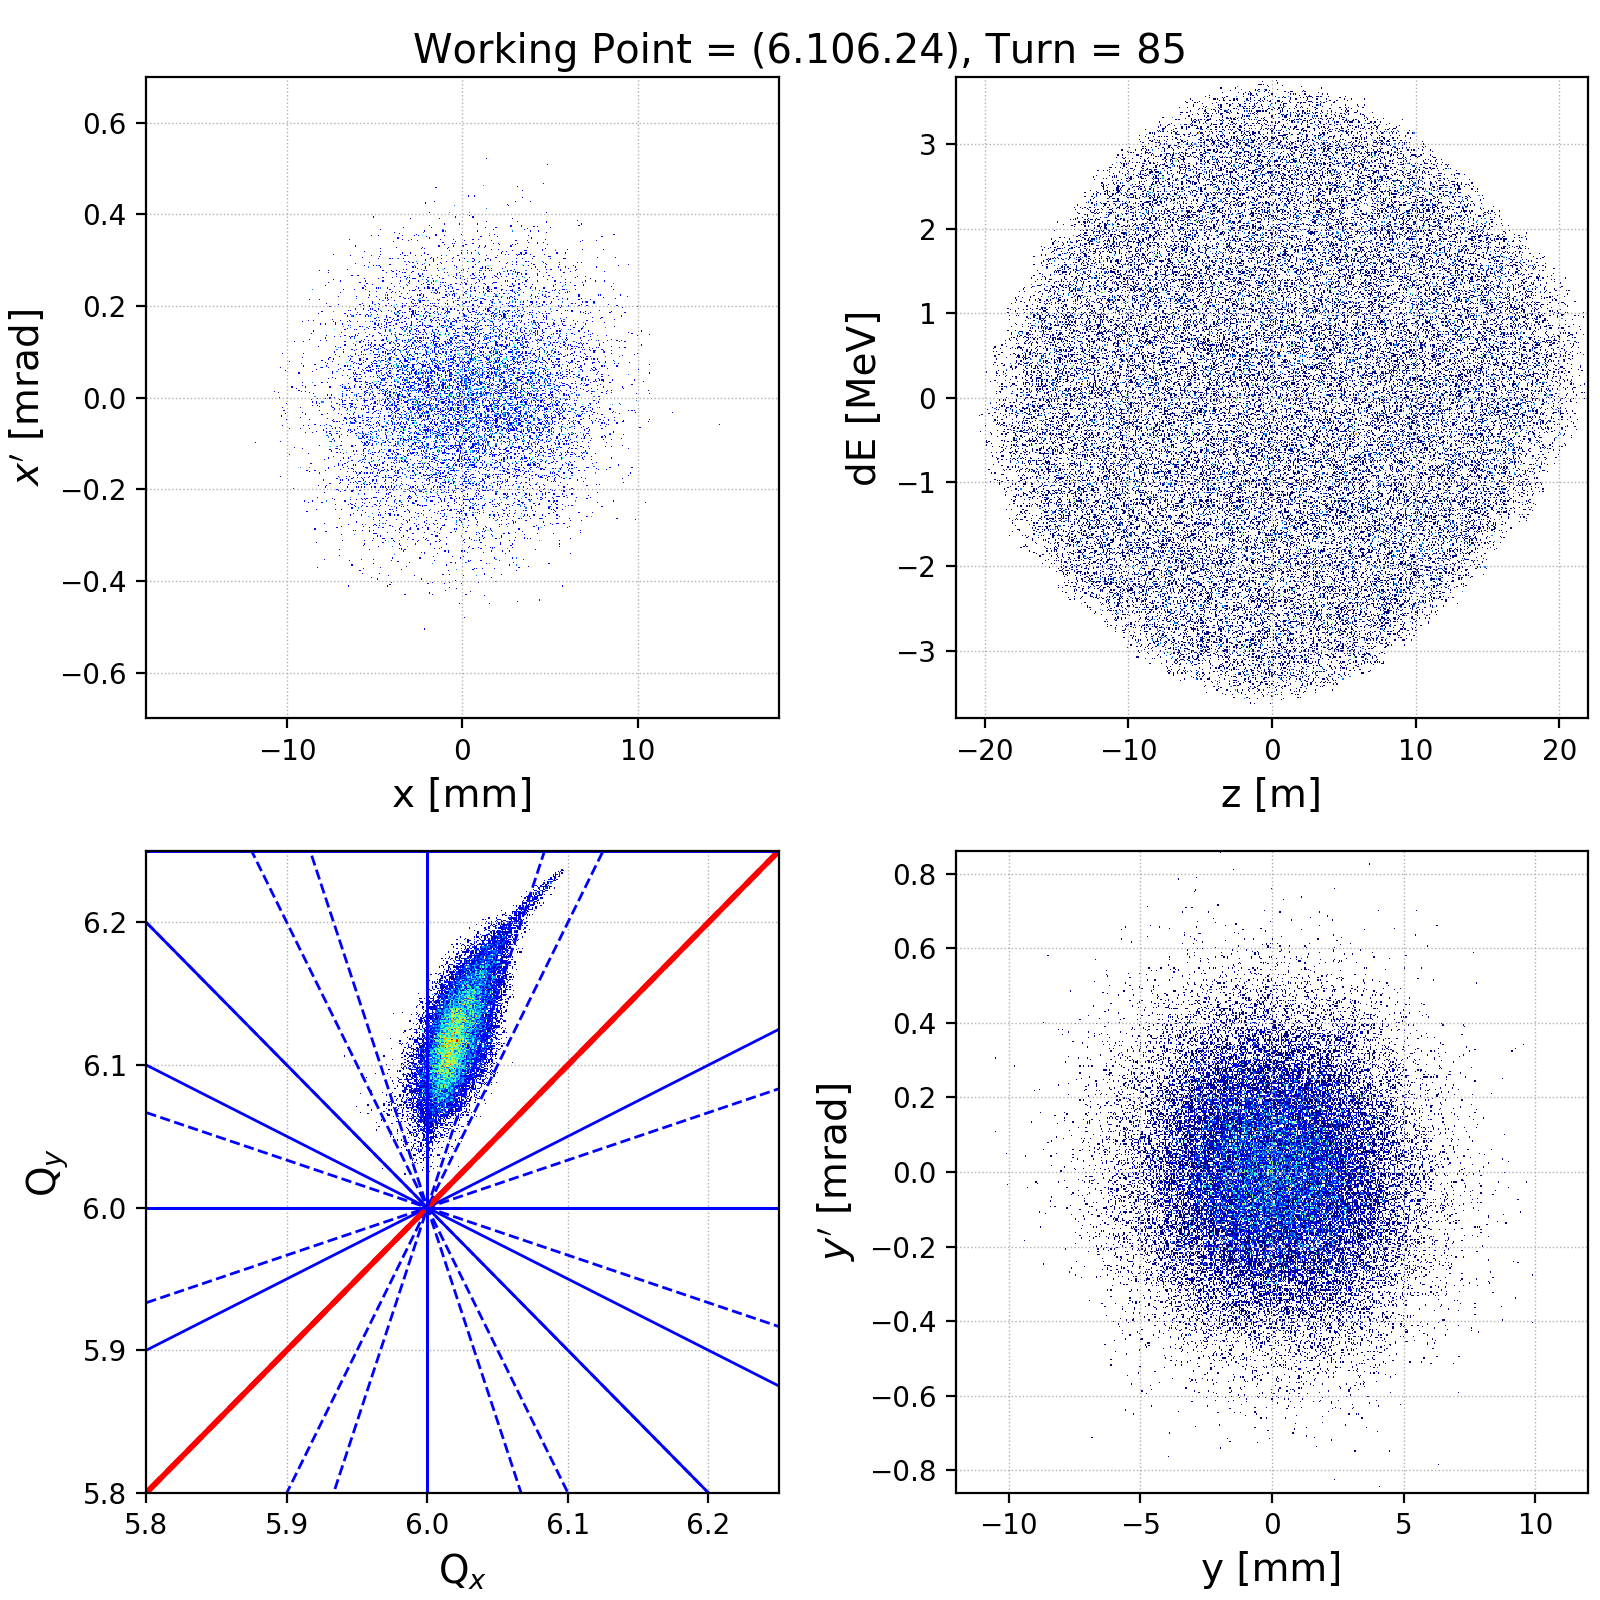 Working Point = (6.106.24), Turn = 85
0.6
0.4
0.2
0.0
−0.2
−0.4
−0.6
x′ [mrad]
−10 0 10
x [mm]
3
2
1
0
−1
−2
−3
dE [MeV]
−20 −10 0 10 20
z [m]
6.2
6.1
6.0
5.9
5.8
Qy
5.8 5.9 6.0 6.1 6.2
Qx
0.8
0.6
0.4
0.2
0.0
−0.2
−0.4
−0.6
−0.8
y′ [mrad]
−10 −5 0 5 10
y [mm]